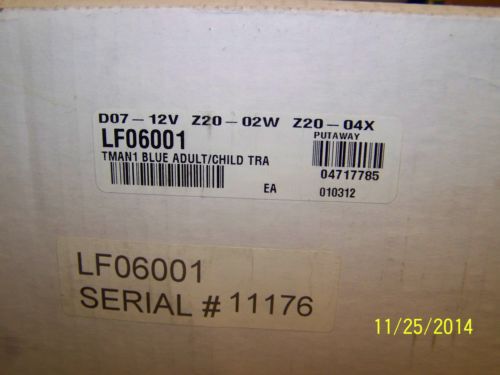 D07-12V Z20-02W Z20-04X
LF06001
PUTAWAY
TMAN1 BLUE ADULT/CHILD TRA
04717785
EA 010312
LF06001
SERIAL # 11176
11/25/2014